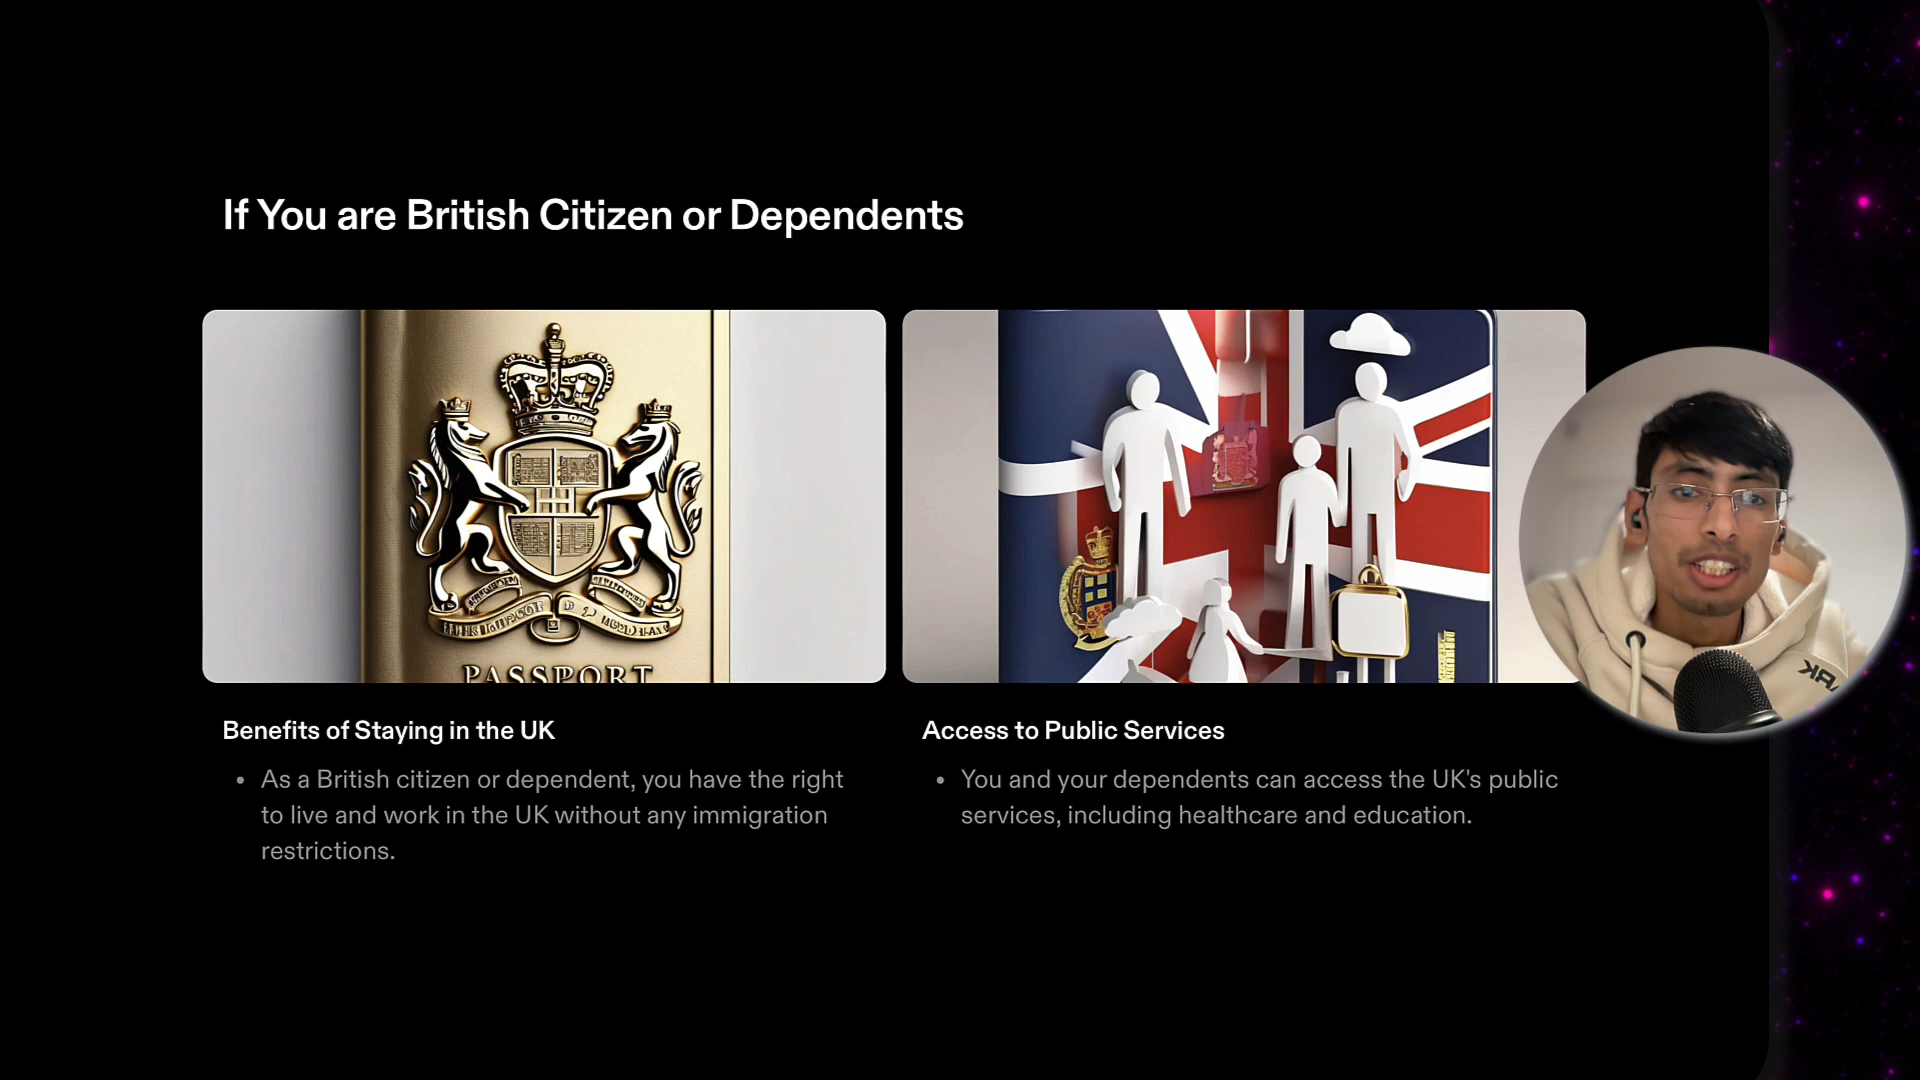 If You are British Citizen or Dependents
PASSPORT
Benefits of Staying in the UK
• As a British citizen or dependent, you have the right
to live and work in the UK without any immigration
restrictions.
Access to Public Services
• You and your dependents can access the UK's public
services, including healthcare and education.